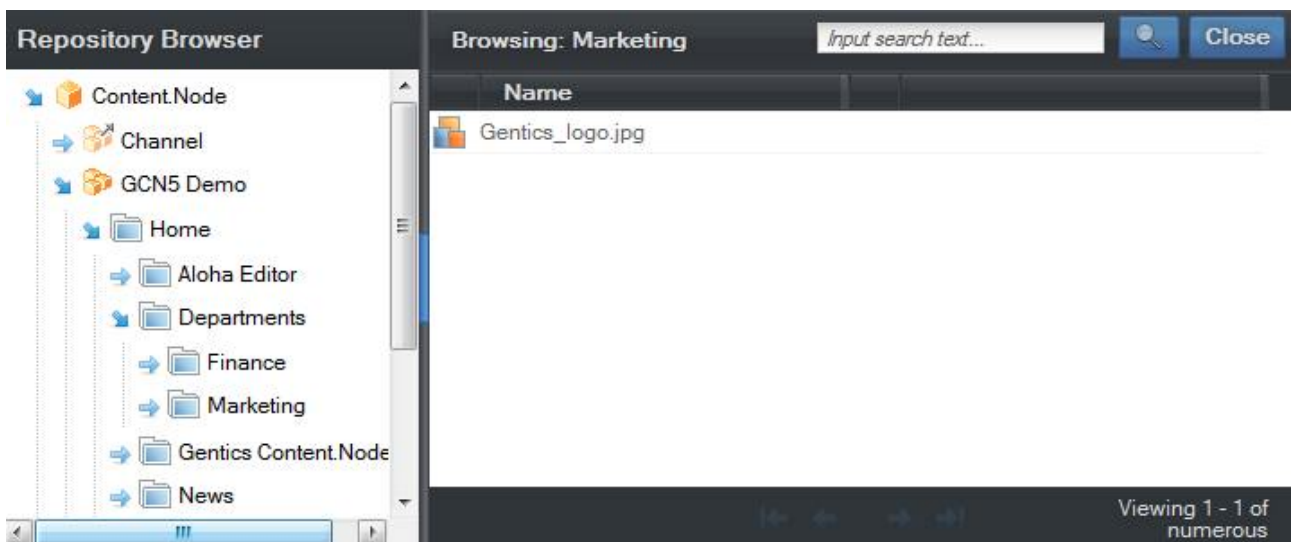 Repository Browser
Content.Node
Channel
GCN5 Demo
Home
Aloha Editor
Departments
Finance
Marketing
Gentics Content.Node
News
Browsing: Marketing
Input search text...
Close
Name
Gentics_logo.jpg
Viewing 1 - 1 of
numerous